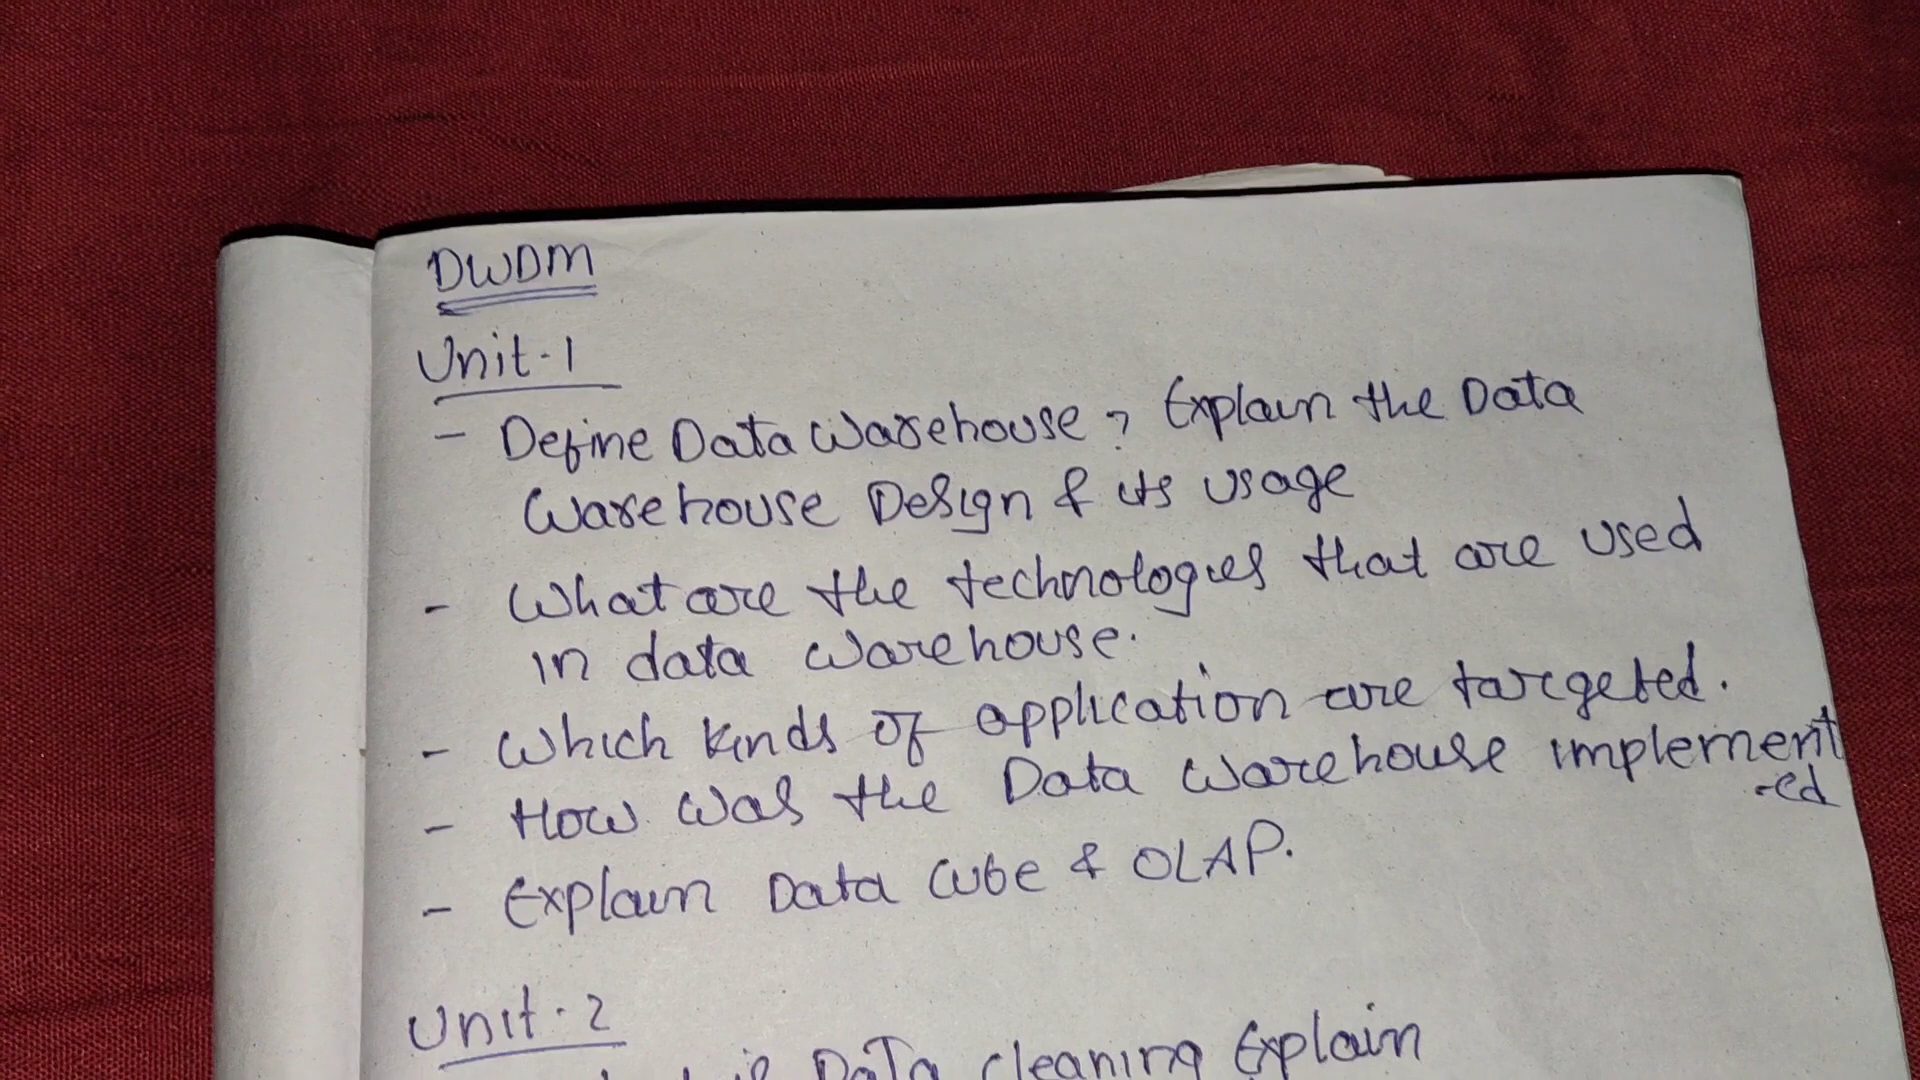 DWDM
Unit-1
- Define Data Warehouse? Explain the Data
Warehouse Design & its usage
- What are the technologies that are used
in data warehouse.
- Which kinds of application are targeted.
- How was the Data Warehouse implement
-ed
- Explain Data Cube & OLAP.
Unit-2
is Data cleaning Explain